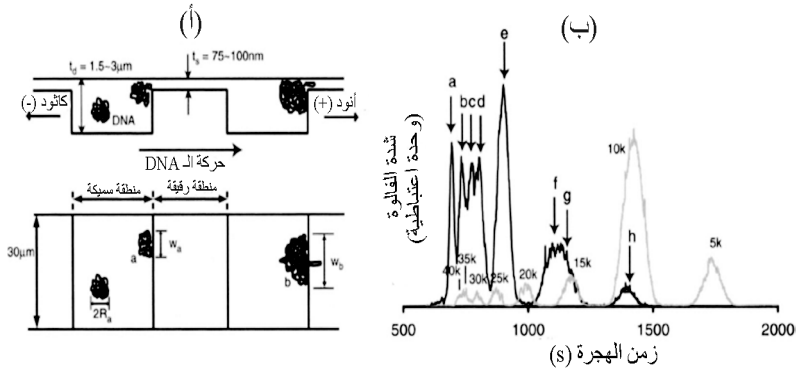 (أ)
t_s = 75~100nm
t_d = 1.5~3μm
كاثود (-)
أنود (+)
DNA
حركة الـ DNA
منطقة سميكة
منطقة رقيقة
30μm
a
w_a
b
w_b
2R_a
(ب)
e
a
b c d
10k
f
g
h
40k
35k
30k
25k
20k
15k
5k
شدة الفالوة
(وحدة اعتباطية)
500
1000
1500
2000
زمن الهجرة (s)